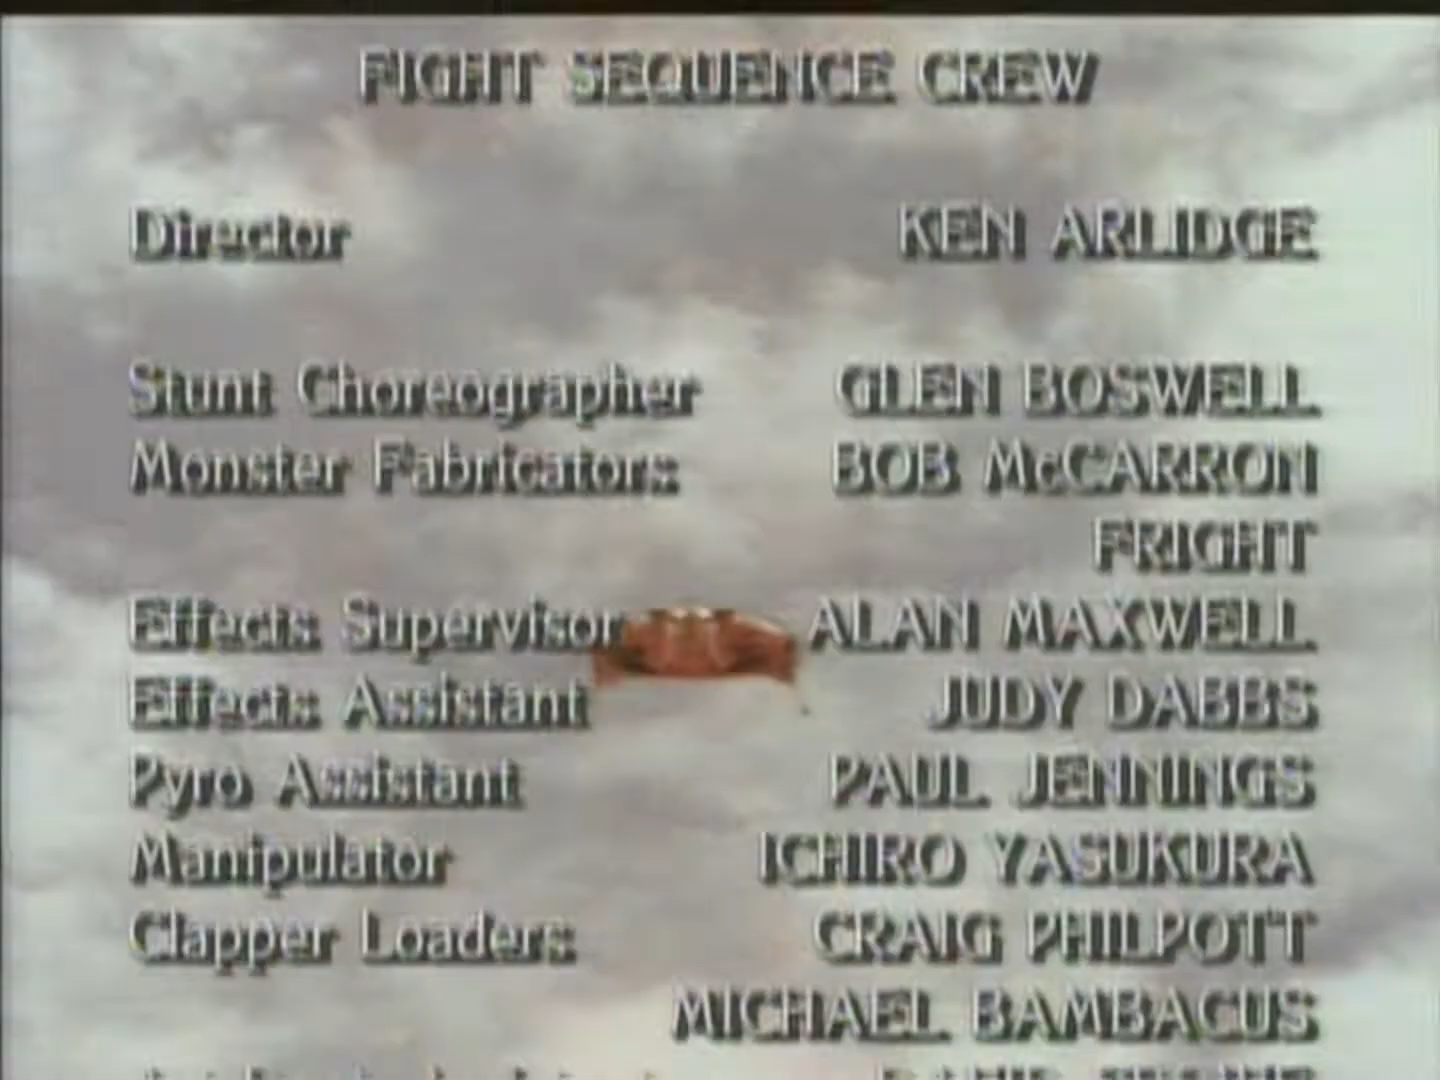 FIGHT SEQUENCE CREW
Director KEN ARLIDGE
Stunt Choreographer GLEN BOSWELL
Monster Fabricators BOB McCARRON
FRIGHT
Effects Supervisor ALAN MAXWELL
Effects Assistant JUDY DABBS
Pyro Assistant PAUL JENNINGS
Manipulator ICHIRO YASUKURA
Clapper Loaders CRAIG PHILPOTT
MICHAEL BAMBACUS